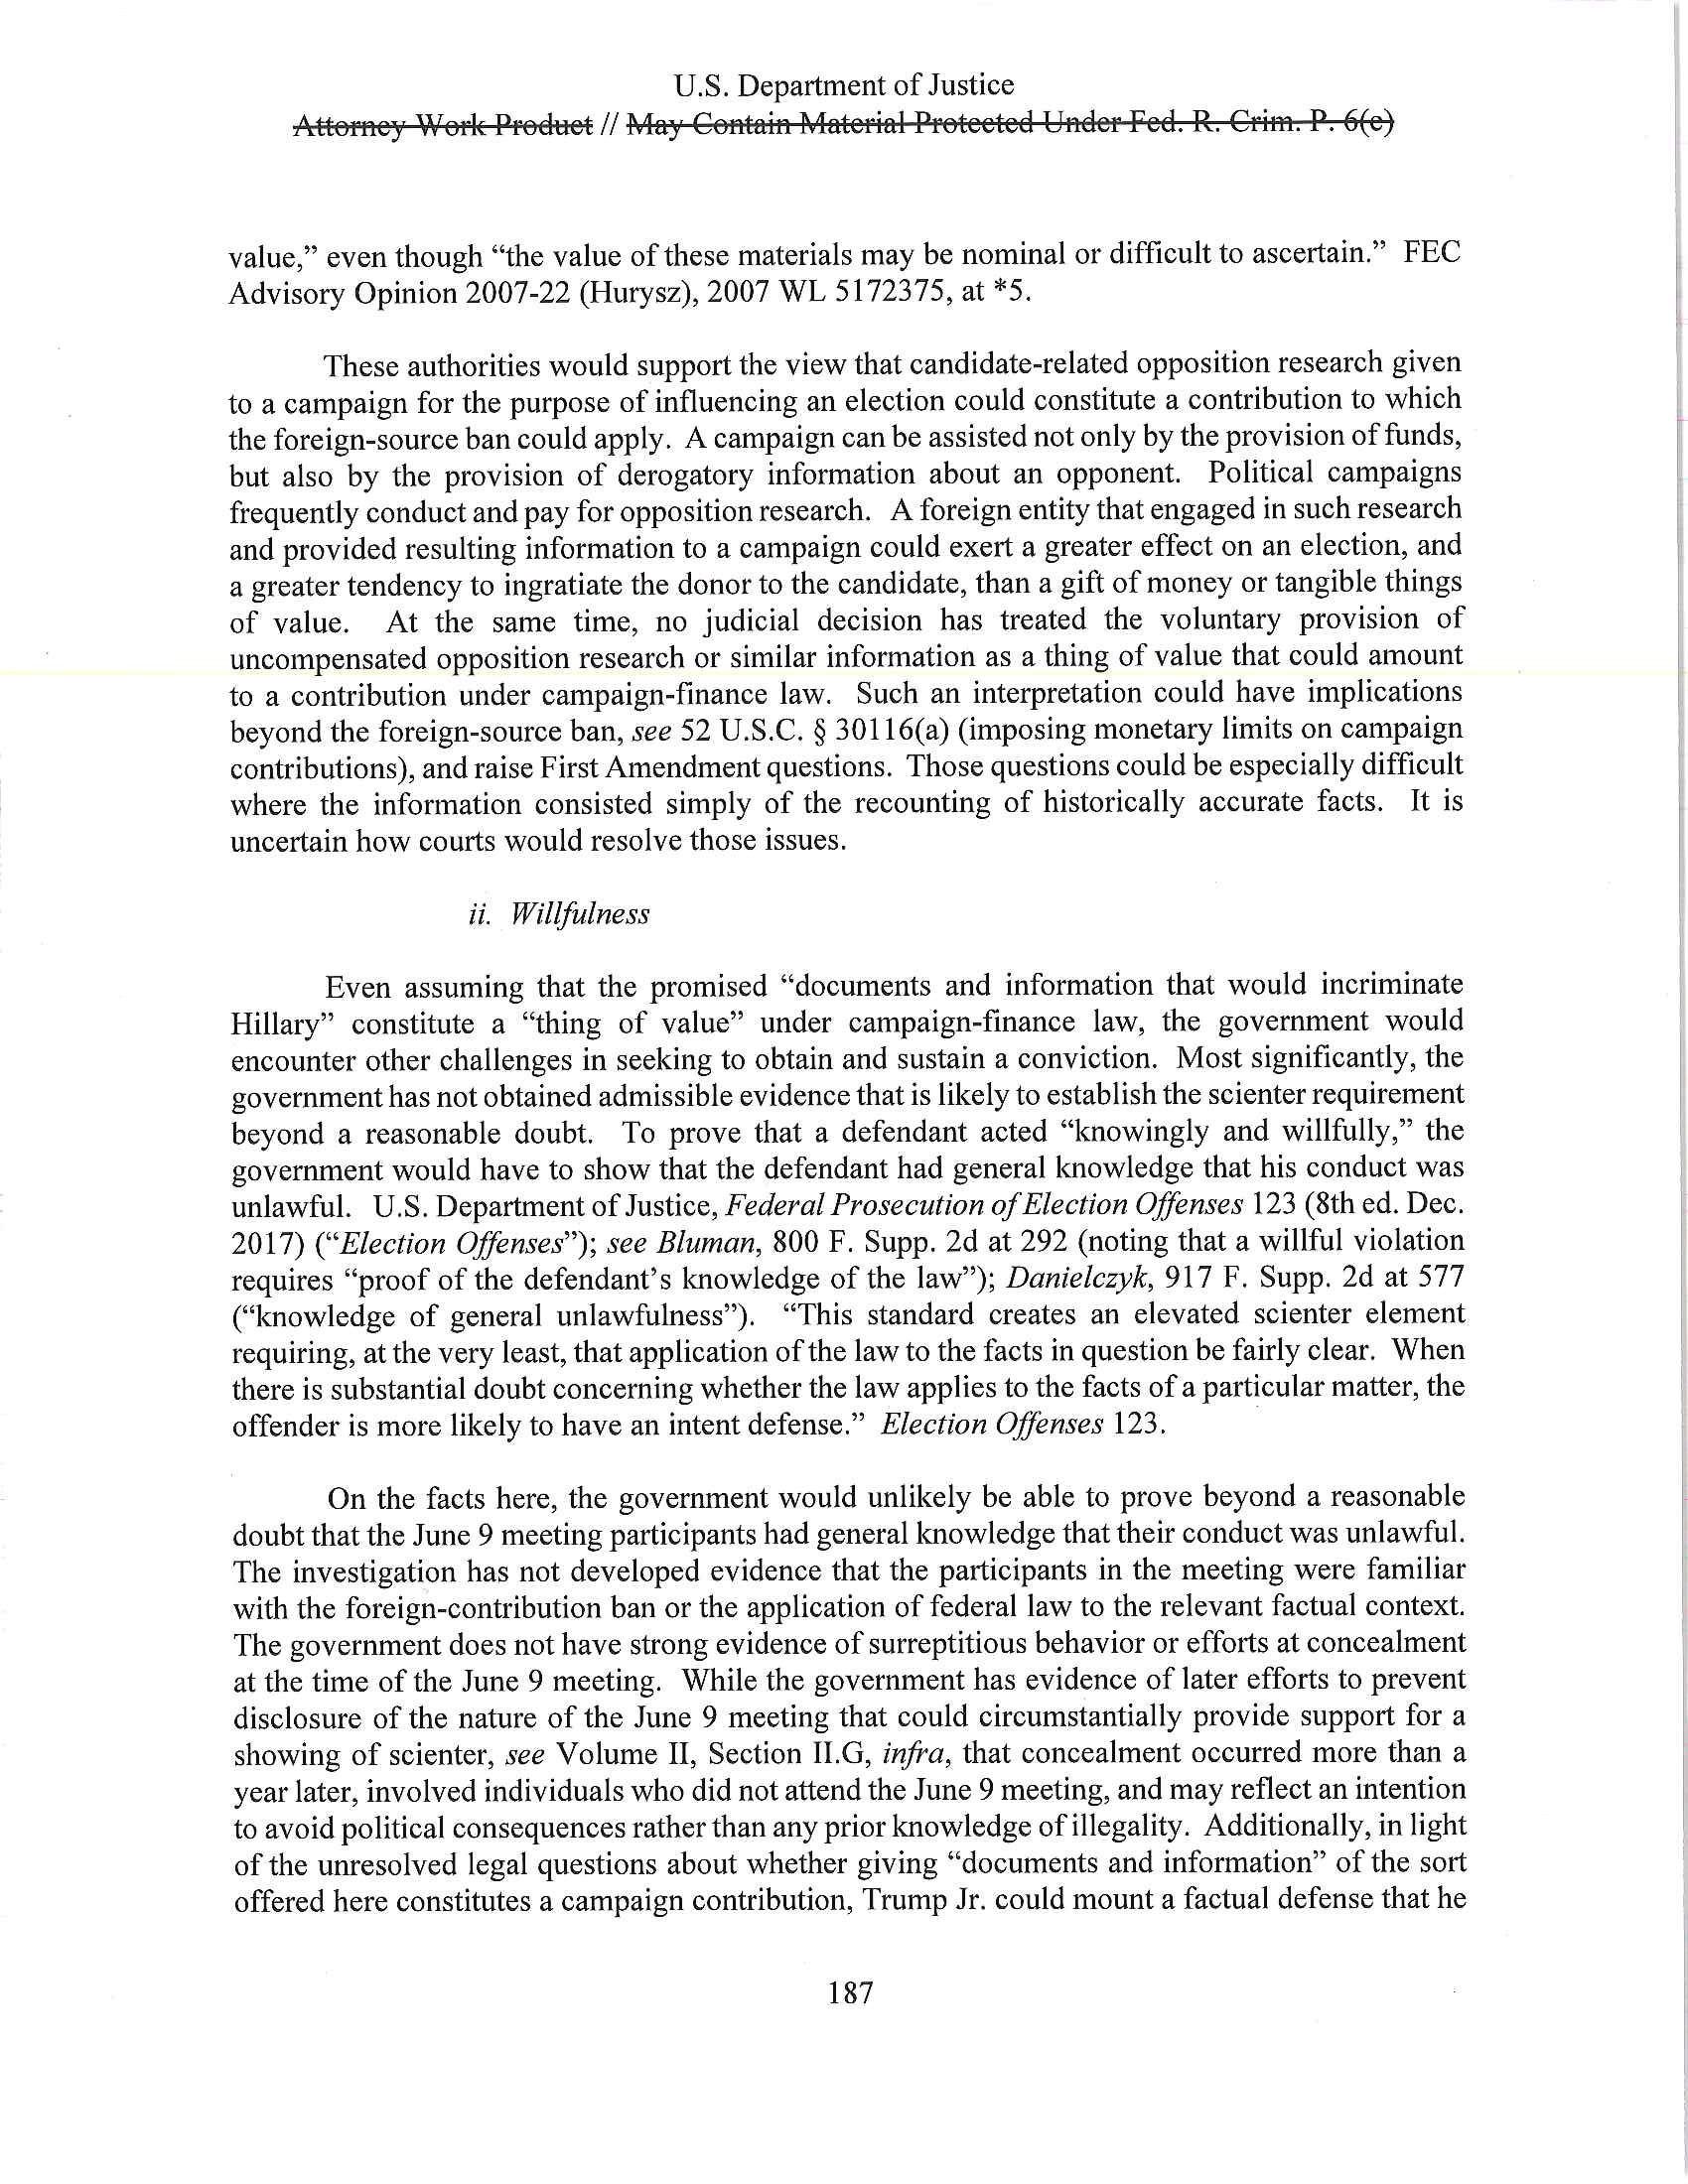 U.S. Department of Justice
Attorney Work Product // May Contain Material Protected Under Fed. R. Crim. P. 6(e)
value,” even though “the value of these materials may be nominal or difficult to ascertain.” FEC
Advisory Opinion 2007-22 (Hurysz), 2007 WL 5172375, at *5.
These authorities would support the view that candidate-related opposition research given
to a campaign for the purpose of influencing an election could constitute a contribution to which
the foreign-source ban could apply. A campaign can be assisted not only by the provision of funds,
but also by the provision of derogatory information about an opponent. Political campaigns
frequently conduct and pay for opposition research. A foreign entity that engaged in such research
and provided resulting information to a campaign could exert a greater effect on an election, and
a greater tendency to ingratiate the donor to the candidate, than a gift of money or tangible things
of value. At the same time, no judicial decision has treated the voluntary provision of
uncompensated opposition research or similar information as a thing of value that could amount
to a contribution under campaign-finance law. Such an interpretation could have implications
beyond the foreign-source ban, see 52 U.S.C. § 30116(a) (imposing monetary limits on campaign
contributions), and raise First Amendment questions. Those questions could be especially difficult
where the information consisted simply of the recounting of historically accurate facts. It is
uncertain how courts would resolve those issues.
ii. Willfulness
Even assuming that the promised “documents and information that would incriminate
Hillary” constitute a “thing of value” under campaign-finance law, the government would
encounter other challenges in seeking to obtain and sustain a conviction. Most significantly, the
government has not obtained admissible evidence that is likely to establish the scienter requirement
beyond a reasonable doubt. To prove that a defendant acted “knowingly and willfully,” the
government would have to show that the defendant had general knowledge that his conduct was
unlawful. U.S. Department of Justice, Federal Prosecution of Election Offenses 123 (8th ed. Dec.
2017) (“Election Offenses”); see Bluman, 800 F. Supp. 2d at 292 (noting that a willful violation
requires “proof of the defendant’s knowledge of the law”); Danielczyk, 917 F. Supp. 2d at 577
(“knowledge of general unlawfulness”). “This standard creates an elevated scienter element
requiring, at the very least, that application of the law to the facts in question be fairly clear. When
there is substantial doubt concerning whether the law applies to the facts of a particular matter, the
offender is more likely to have an intent defense.” Election Offenses 123.
On the facts here, the government would unlikely be able to prove beyond a reasonable
doubt that the June 9 meeting participants had general knowledge that their conduct was unlawful.
The investigation has not developed evidence that the participants in the meeting were familiar
with the foreign-contribution ban or the application of federal law to the relevant factual context.
The government does not have strong evidence of surreptitious behavior or efforts at concealment
at the time of the June 9 meeting. While the government has evidence of later efforts to prevent
disclosure of the nature of the June 9 meeting that could circumstantially provide support for a
showing of scienter, see Volume II, Section II.G, infra, that concealment occurred more than a
year later, involved individuals who did not attend the June 9 meeting, and may reflect an intention
to avoid political consequences rather than any prior knowledge of illegality. Additionally, in light
of the unresolved legal questions about whether giving “documents and information” of the sort
offered here constitutes a campaign contribution, Trump Jr. could mount a factual defense that he
187